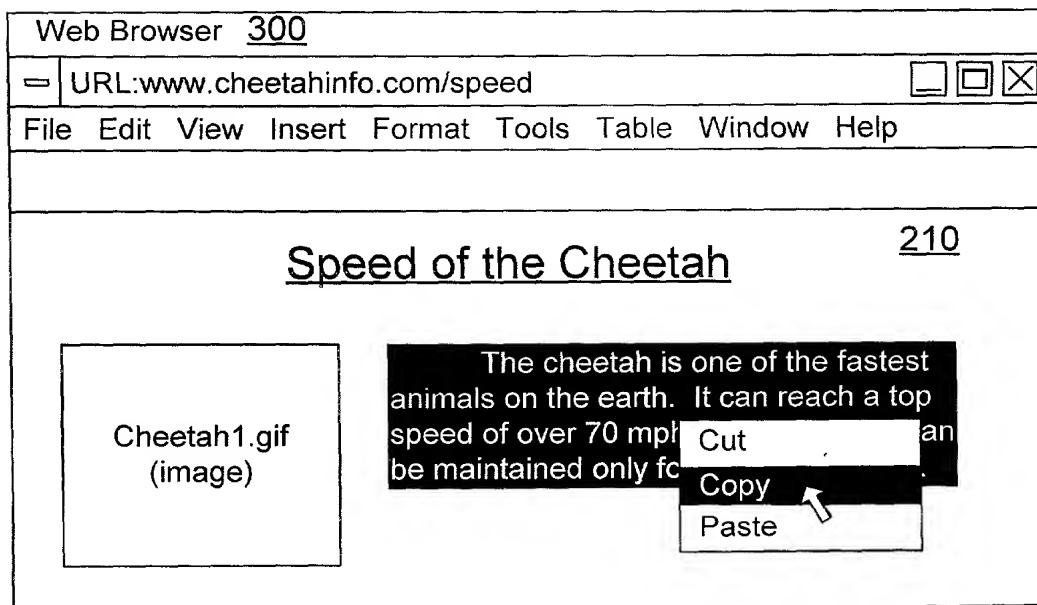 Web Browser 300
URL:www.cheetahinfo.com/speed
File Edit View Insert Format Tools Table Window Help
210
Speed of the Cheetah
Cheetah1.gif
(image)
The cheetah is one of the fastest
animals on the earth. It can reach a top
speed of over 70 mph
be maintained only
Cut
Copy
Paste